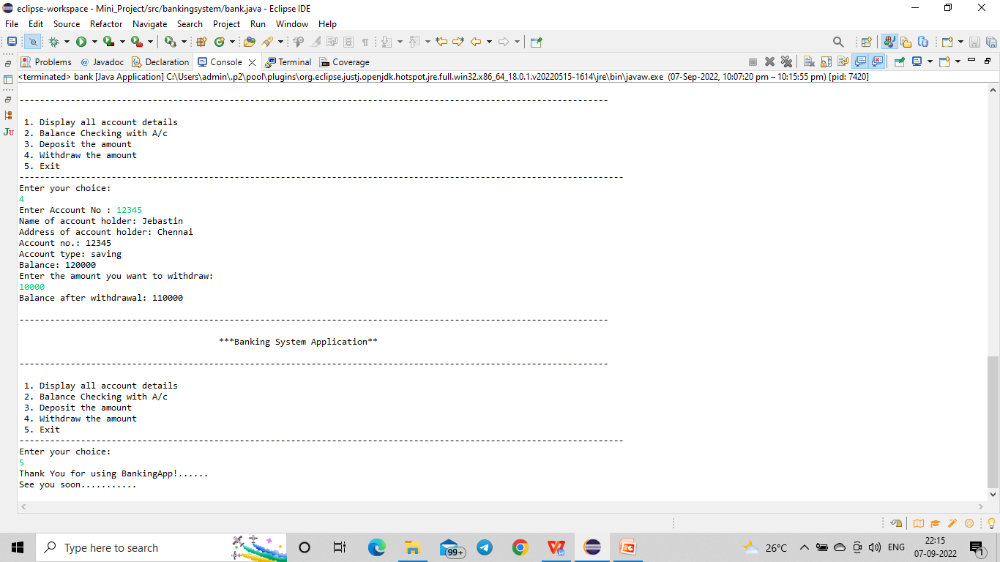 eclipse-workspace - Mini_Project/src/bankingsystem/bank.java - Eclipse IDE
File Edit Source Refactor Navigate Search Project Run Window Help
Problems @ Javadoc Declaration Console Terminal Coverage
<terminated> bank [Java Application] C:\Users\admin\.p2\pool\plugins\org.eclipse.justj.openjdk.hotspot.jre.full.win32.x86_64_18.0.1.v20220515-1614\jre\bin\javaw.exe (07-Sep-2022, 10:07:20 pm – 10:15:55 pm) [pid: 7420]
----------------------------------------------------------------------------------------------------------------------
1. Display all account details
2. Balance Checking with A/c
3. Deposit the amount
4. Withdraw the amount
5. Exit
----------------------------------------------------------------------------------------------------------------------
Enter your choice:
4
Enter Account No : 12345
Name of account holder: Jebastin
Address of account holder: Chennai
Account no.: 12345
Account type: saving
Balance: 120000
Enter the amount you want to withdraw:
10000
Balance after withdrawal: 110000
----------------------------------------------------------------------------------------------------------------------
***Banking System Application**
----------------------------------------------------------------------------------------------------------------------
1. Display all account details
2. Balance Checking with A/c
3. Deposit the amount
4. Withdraw the amount
5. Exit
----------------------------------------------------------------------------------------------------------------------
Enter your choice:
5
Thank You for using BankingApp!......
See you soon...........
Type here to search
99+
26°C
ENG
22:15
07-09-2022
1